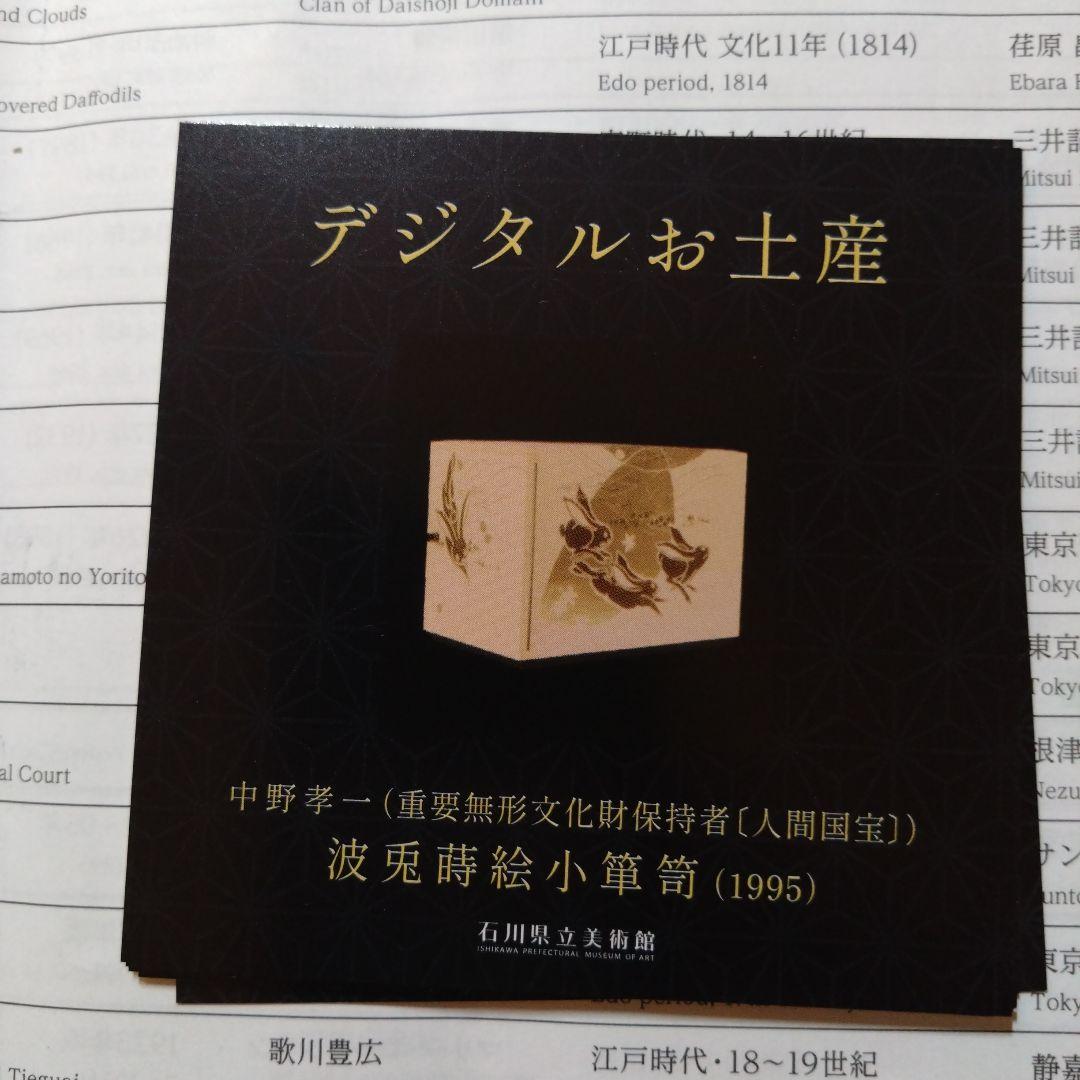 nd Clouds
Clan of Daishoji Domain
江戸時代 文化11年 (1814)
Edo period, 1814
荏原
Ebara
overed Daffodils
三井
Mitsui
デジタルお土産
三井
Mitsui
三井
Mitsui
三井
Mitsui
東京
Tokyo
amoto no Yorito
東京
Tokyo
根津
Nezu
al Court
中野孝一(重要無形文化財保持者〔人間国宝〕)
波兎蒔絵小箪笥(1995)
サン
unto
石川県立美術館
ISHIKAWA PREFECTURAL MUSEUM OF ART
東京
Tokyo
歌川豊広
江戸時代・18〜19世紀
静嘉
Tieguai